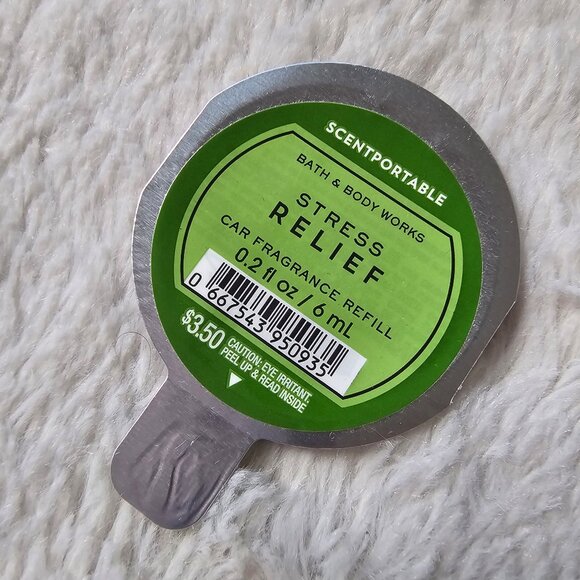 SCENTPORTABLE
BATH & BODY WORKS
STRESS
RELIEF
CAR FRAGRANCE REFILL
0.2 fl oz / 6 mL
0 667543 950935
$3.50
CAUTION: EYE IRRITANT.
PEEL UP & READ INSIDE